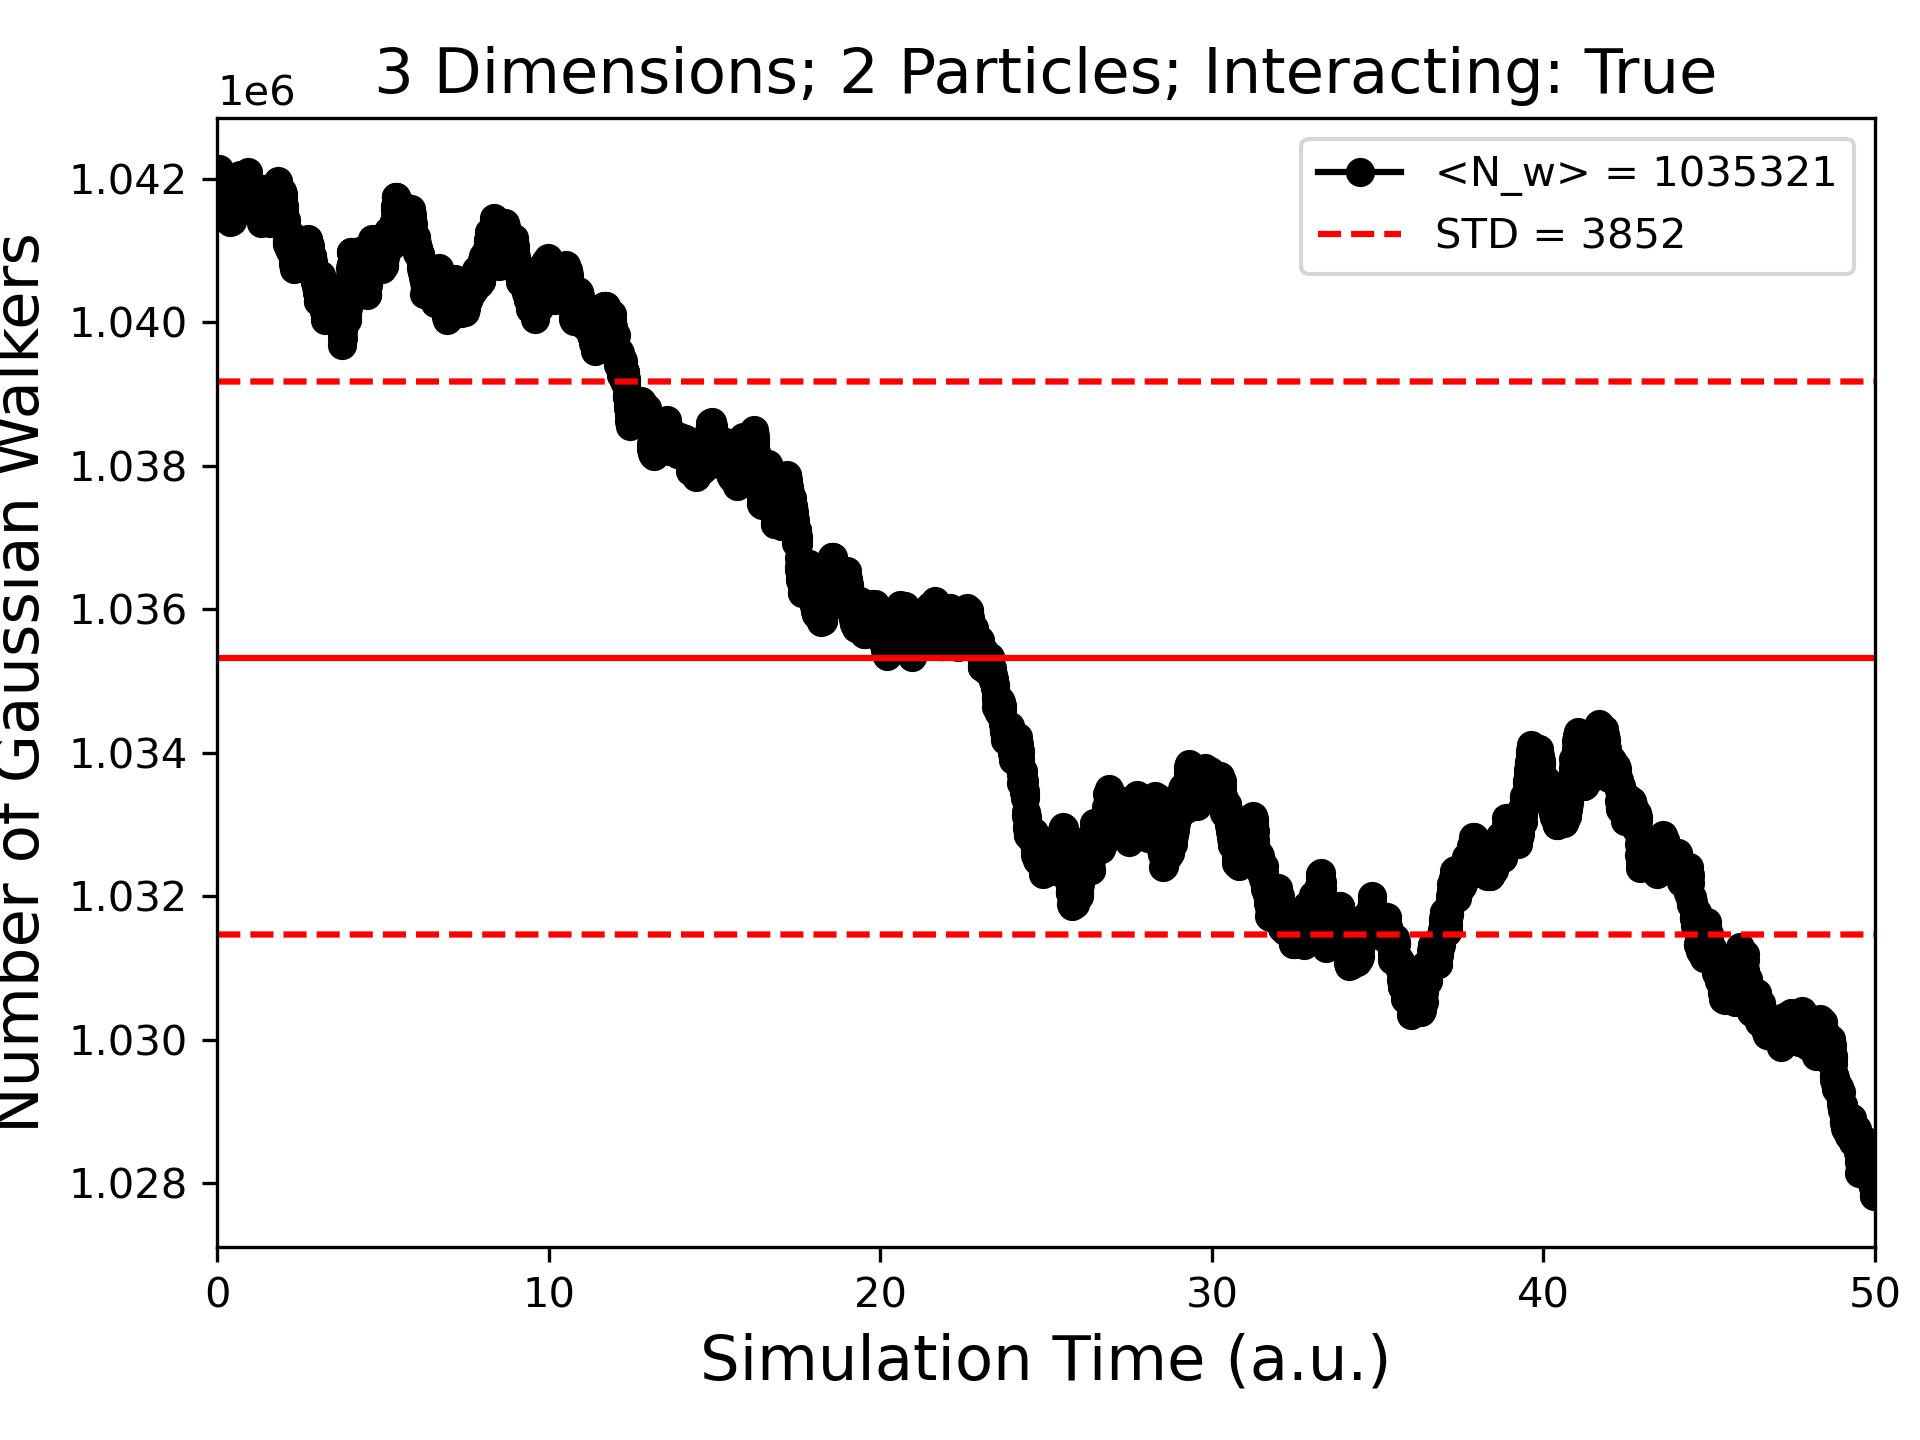 3 Dimensions; 2 Particles; Interacting: True
1e6
<N_w> = 1035321
STD = 3852
1.042
1.040
1.038
1.036
1.034
1.032
1.030
1.028
Number of Gaussian Walkers
0 10 20 30 40 50
Simulation Time (a.u.)